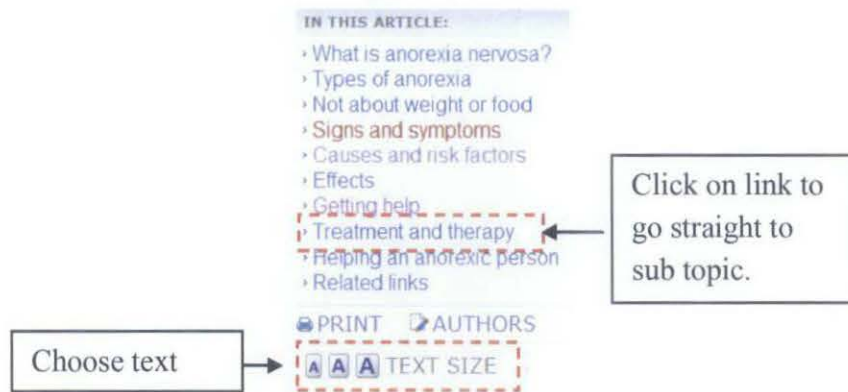 IN THIS ARTICLE:
What is anorexia nervosa?
Types of anorexia
Not about weight or food
Signs and symptoms
Causes and risk factors
Effects
Getting help
Treatment and therapy
Helping an anorexic person
Related links
PRINT AUTHORS
A A A TEXT SIZE
Click on link to
go straight to
sub topic.
Choose text